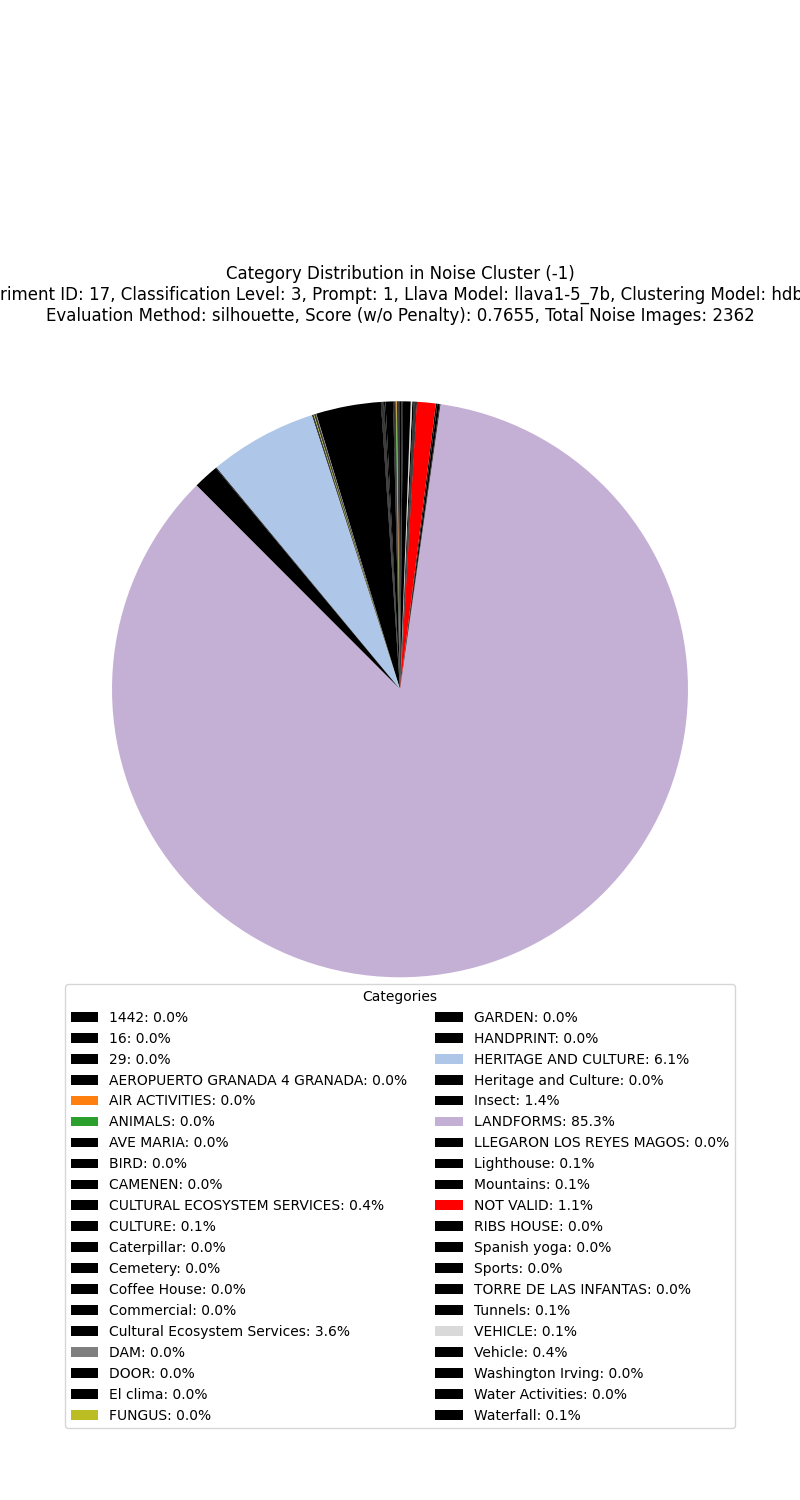 Category Distribution in Noise Cluster (-1)
riment ID: 17, Classification Level: 3, Prompt: 1, Llava Model: llava1-5_7b, Clustering Model: hdb
Evaluation Method: silhouette, Score (w/o Penalty): 0.7655, Total Noise Images: 2362
Categories
1442: 0.0%
16: 0.0%
29: 0.0%
AEROPUERTO GRANADA 4 GRANADA: 0.0%
AIR ACTIVITIES: 0.0%
ANIMALS: 0.0%
AVE MARIA: 0.0%
BIRD: 0.0%
CAMENEN: 0.0%
CULTURAL ECOSYSTEM SERVICES: 0.4%
CULTURE: 0.1%
Caterpillar: 0.0%
Cemetery: 0.0%
Coffee House: 0.0%
Commercial: 0.0%
Cultural Ecosystem Services: 3.6%
DAM: 0.0%
DOOR: 0.0%
El clima: 0.0%
FUNGUS: 0.0%
GARDEN: 0.0%
HANDPRINT: 0.0%
HERITAGE AND CULTURE: 6.1%
Heritage and Culture: 0.0%
Insect: 1.4%
LANDFORMS: 85.3%
LLEGARON LOS REYES MAGOS: 0.0%
Lighthouse: 0.1%
Mountains: 0.1%
NOT VALID: 1.1%
RIBS HOUSE: 0.0%
Spanish yoga: 0.0%
Sports: 0.0%
TORRE DE LAS INFANTAS: 0.0%
Tunnels: 0.1%
VEHICLE: 0.1%
Vehicle: 0.4%
Washington Irving: 0.0%
Water Activities: 0.0%
Waterfall: 0.1%